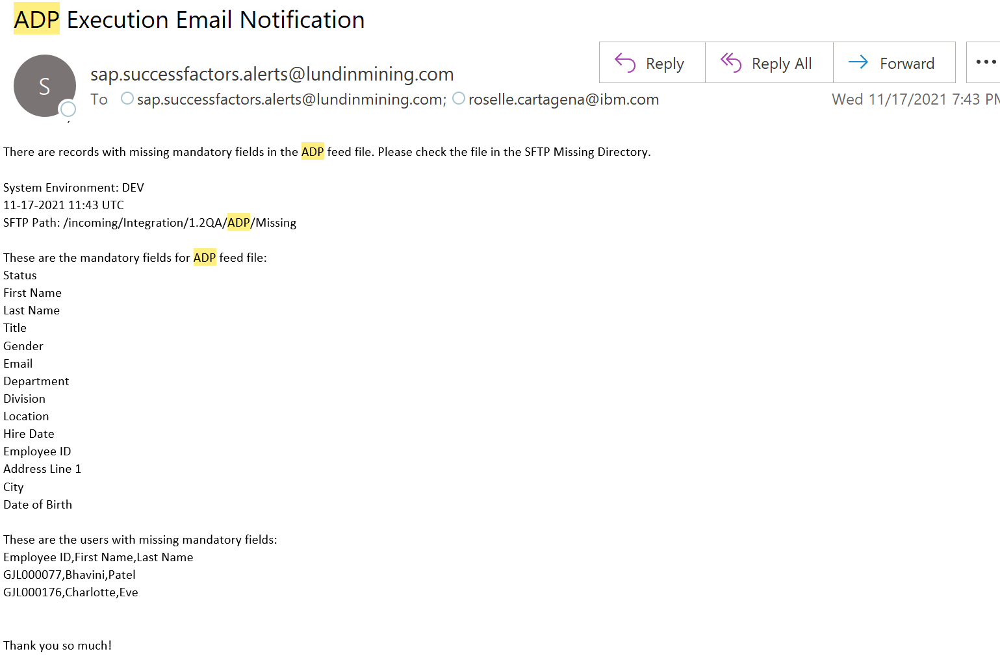 ADP Execution Email Notification
S
sap.successfactors.alerts@lundinmining.com
Reply
Reply All
Forward
To sap.successfactors.alerts@lundinmining.com; roselle.cartagena@ibm.com
Wed 11/17/2021 7:43 PM
There are records with missing mandatory fields in the ADP feed file. Please check the file in the SFTP Missing Directory.
System Environment: DEV
11-17-2021 11:43 UTC
SFTP Path: /incoming/Integration/1.2QA/ADP/Missing
These are the mandatory fields for ADP feed file:
Status
First Name
Last Name
Title
Gender
Email
Department
Division
Location
Hire Date
Employee ID
Address Line 1
City
Date of Birth
These are the users with missing mandatory fields:
Employee ID,First Name,Last Name
GJL000077,Bhavini,Patel
GJL000176,Charlotte,Eve
Thank you so much!